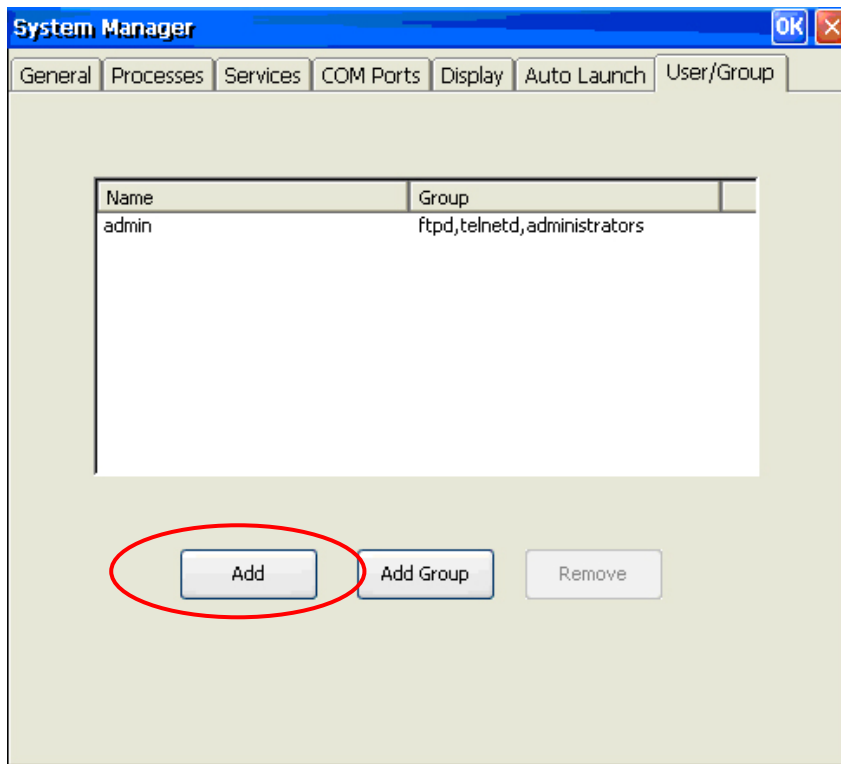 System Manager OK
General Processes Services COM Ports Display Auto Launch User/Group
Name Group
admin ftpd,telnetd,administrators
Add Add Group Remove